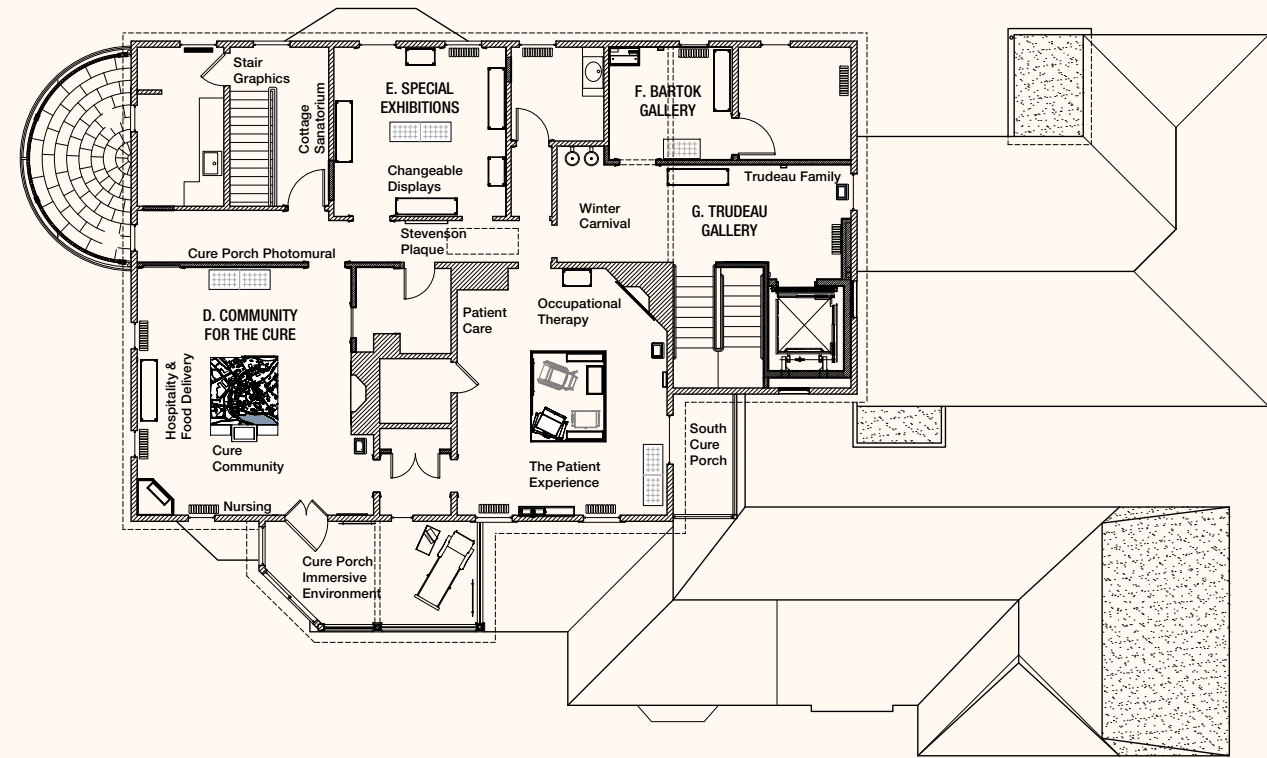 Stair
Graphics
Cottage
Sanatorium
E. SPECIAL
EXHIBITIONS
Changeable
Displays
F. BARTOK
GALLERY
Trudeau Family
Winter
Carnival
G. TRUDEAU
GALLERY
Stevenson
Plaque
Cure Porch Photomural
D. COMMUNITY
FOR THE CURE
Patient
Care
Occupational
Therapy
Hospitality &
Food Delivery
Cure
Community
The Patient
Experience
South
Cure
Porch
Nursing
Cure Porch
Immersive
Environment